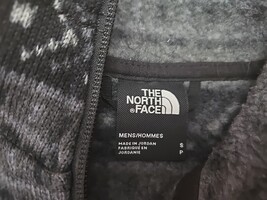 THE
NORTH
FACE
®
MENS/HOMMES
MADE IN JORDAN
FABRIQUÉ EN
JORDANIE
S
P